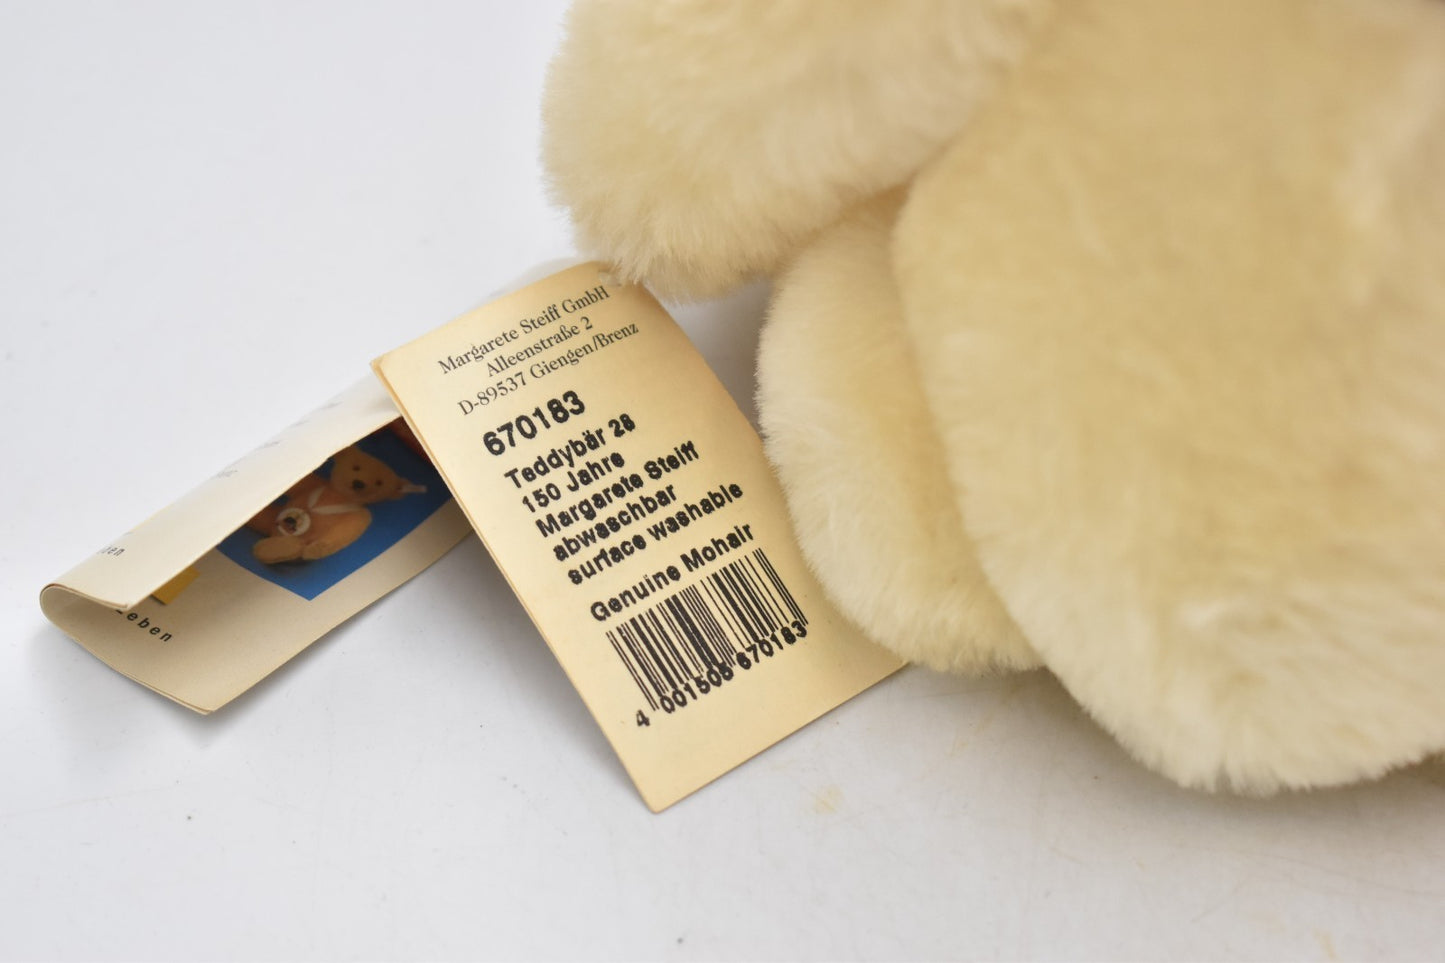 Margarete Steiff GmbH
Alleenstraße 2
D-89537 Giengen/Brenz
670183
Teddybär 28
150 Jahre
Margarete Steiff
abwaschbar
surface washable
Genuine Mohair
4 001505 670183